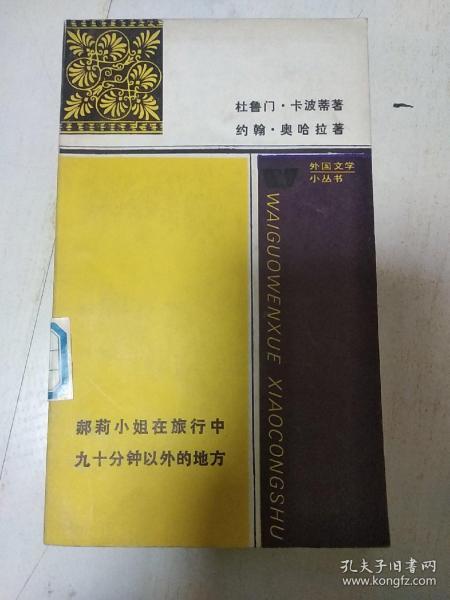 杜鲁门·卡波蒂著
约翰·奥哈拉著
外国文学
小丛书
WAIGUOWENXUE XIAOCONGSHU
郝莉小姐在旅行中
九十分钟以外的地方
孔夫子旧书网
www.kongfz.com